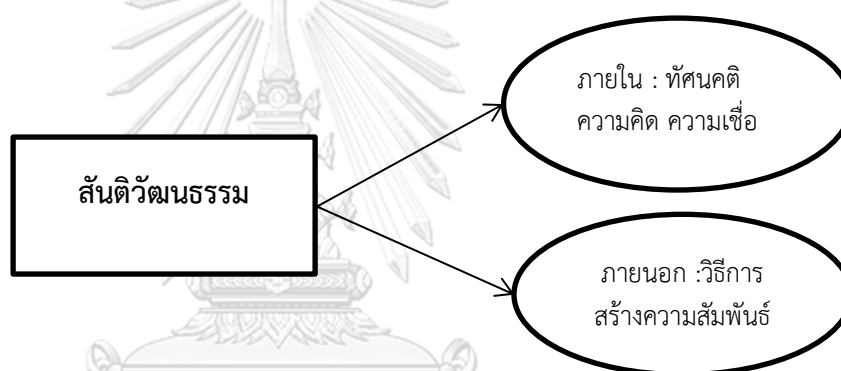 ภายใน : ทัศนคติ
ความคิด ความเชื่อ
สันติวัฒนธรรม
ภายนอก :วิธีการ
สร้างความสัมพันธ์